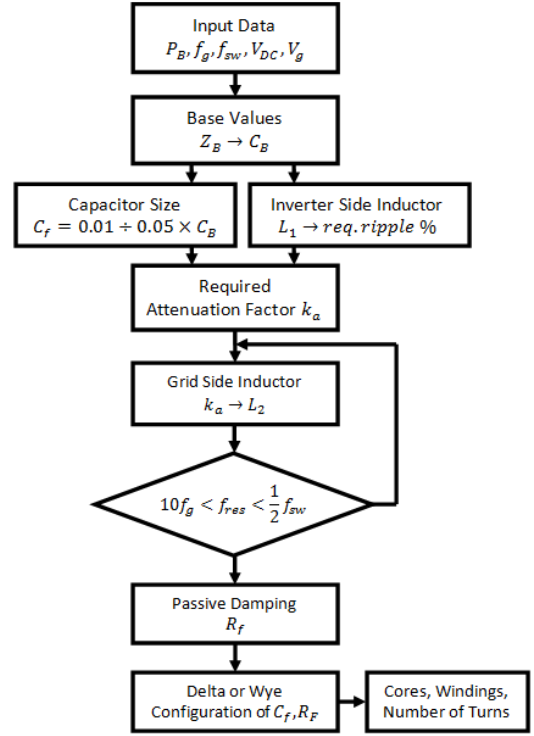 Input Data
P_B, f_g, f_sw, V_DC, V_g
Base Values
Z_B → C_B
Capacitor Size
C_f = 0.01 ÷ 0.05 × C_B
Inverter Side Inductor
L_1 → req. ripple %
Required
Attenuation Factor k_a
Grid Side Inductor
k_a → L_2
10f_g < f_res < 1/2 f_sw
Passive Damping
R_f
Delta or Wye
Configuration of C_f, R_F
Cores, Windings,
Number of Turns